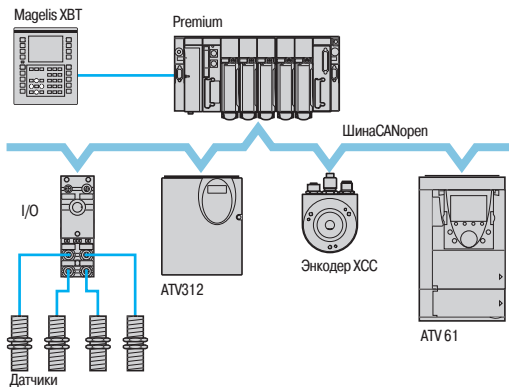 Magelis XBT
Premium
ШинаCANopen
I/O
ATV312
Энкодер XCC
ATV 61
Датчики